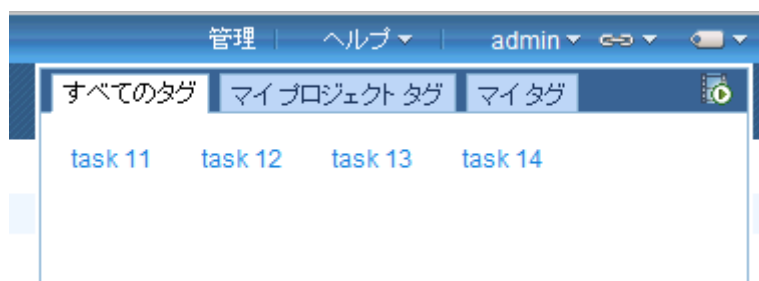 管理 ヘルプ admin
すべてのタグ マイ プロジェクト タグ マイ タグ
task 11 task 12 task 13 task 14